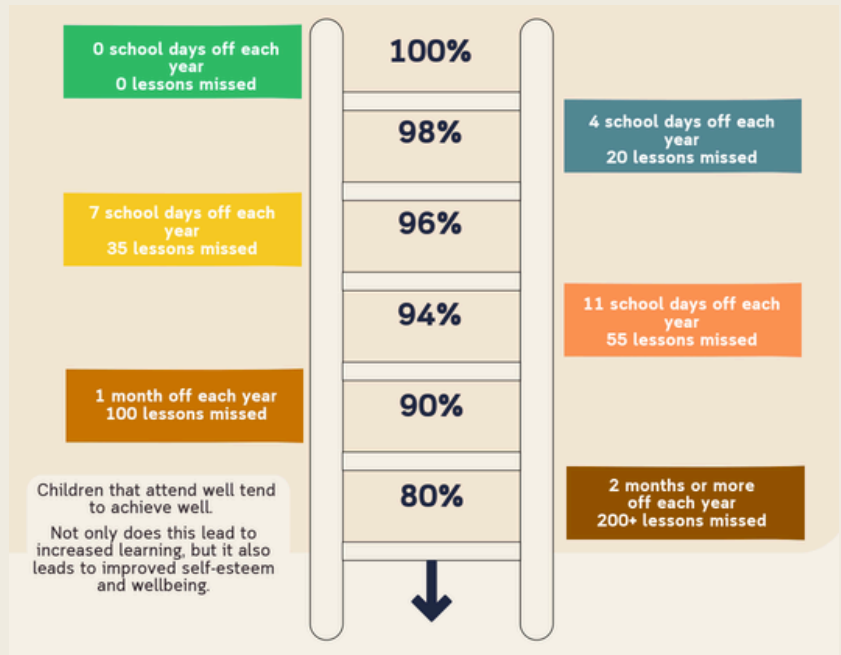 0 school days off each
year
0 lessons missed
100%
98%
4 school days off each
year
20 lessons missed
7 school days off each
year
35 lessons missed
96%
94%
11 school days off each
year
55 lessons missed
1 month off each year
100 lessons missed
90%
80%
2 months or more
off each year
200+ lessons missed
Children that attend well tend
to achieve well.
Not only does this lead to
increased learning, but it also
leads to improved self-esteem
and wellbeing.